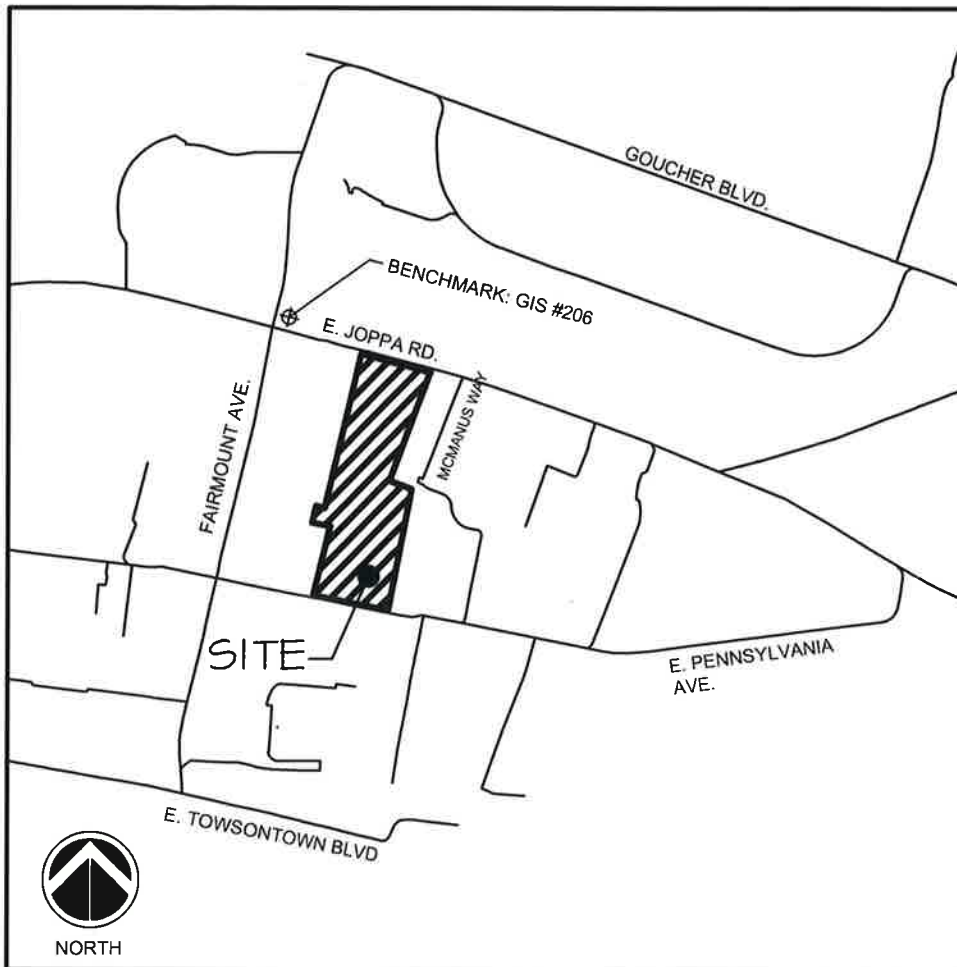 GOUCHER BLVD.
BENCHMARK: GIS #206
E. JOPPA RD.
MCMANUS WAY
FAIRMOUNT AVE.
SITE
E. PENNSYLVANIA
AVE.
E. TOWSONTOWN BLVD
NORTH